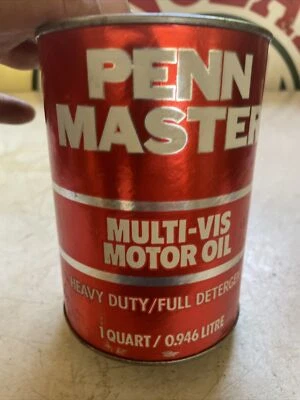 PENN
MASTER
MULTI-VIS
MOTOR OIL
HEAVY DUTY/FULL DETERGE
1 QUART / 0.946 LITRE